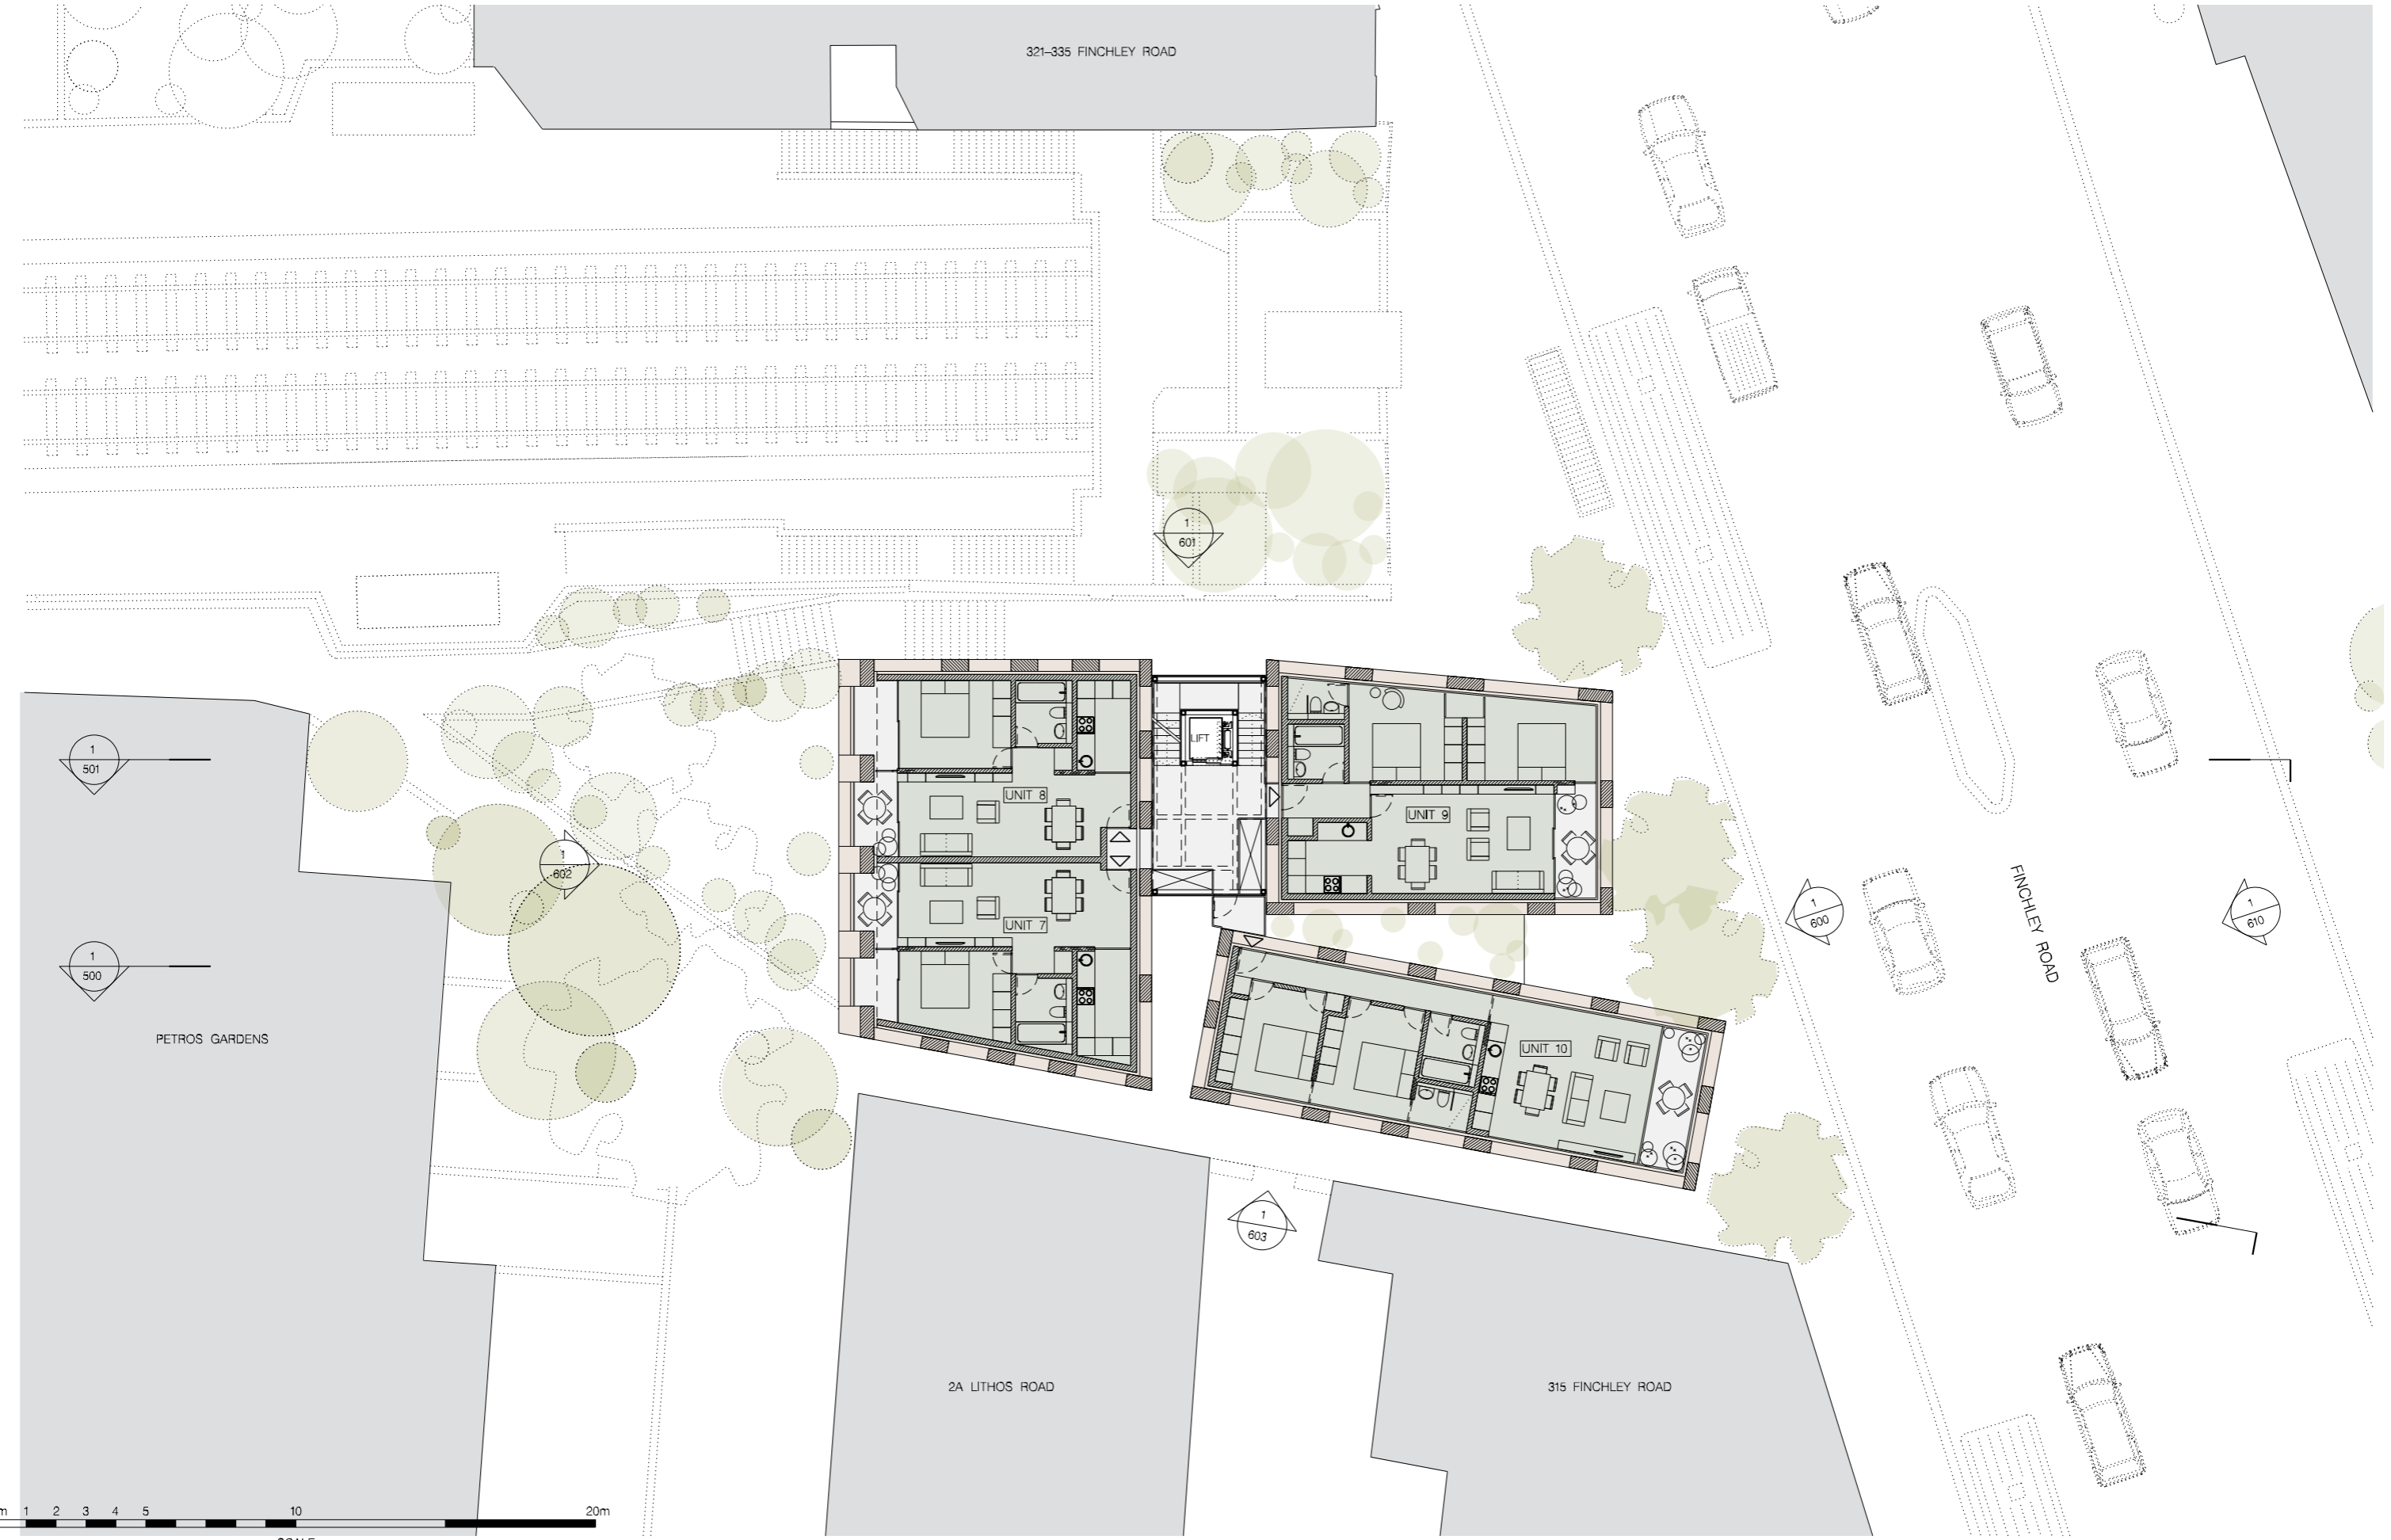 321–335 FINCHLEY ROAD
1
601
LIFT
1
501
UNIT 8
UNIT 9
1
602
FINCHLEY ROAD
1
600
1
610
UNIT 7
1
500
PETROS GARDENS
UNIT 10
1
603
2A LITHOS ROAD
315 FINCHLEY ROAD
m 1 2 3 4 5 10 20m